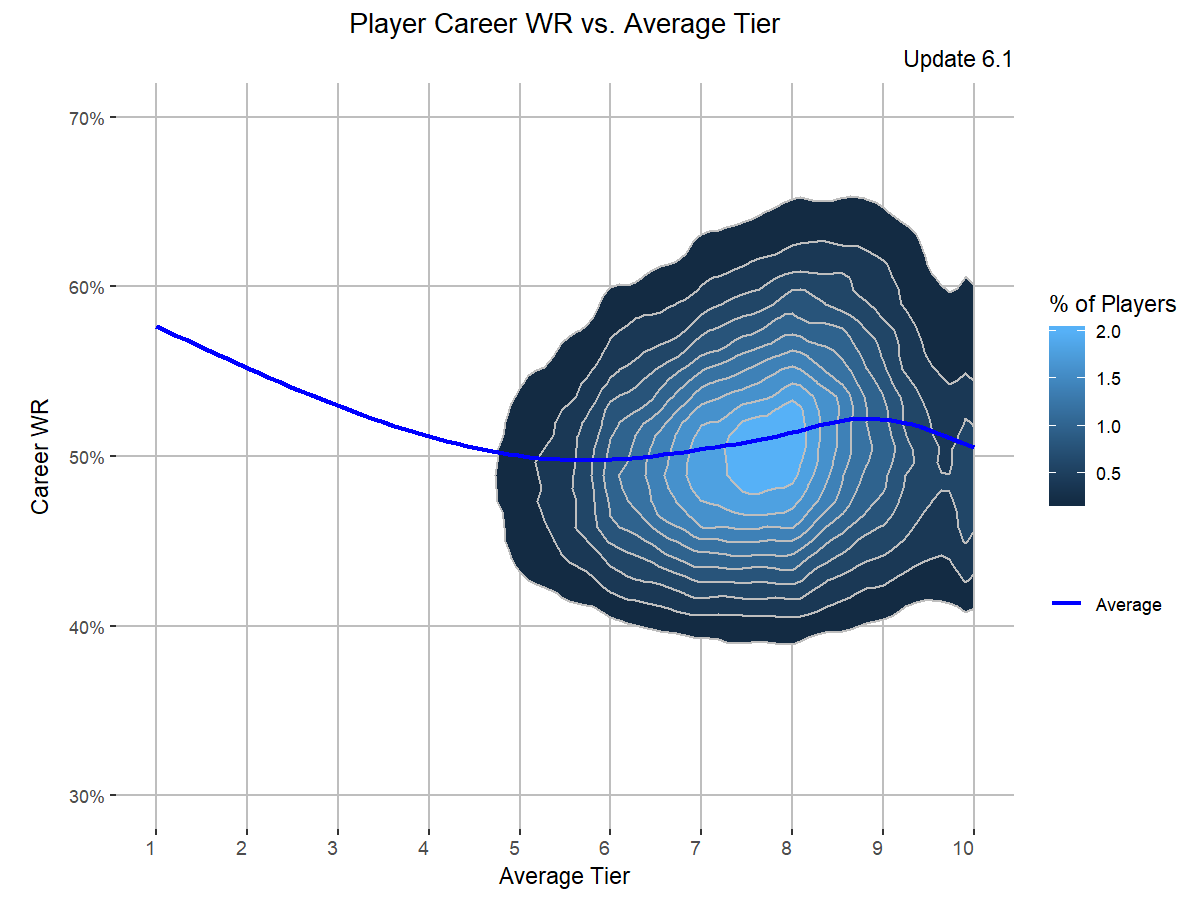 Player Career WR vs. Average Tier
Update 6.1
70%
60%
50%
40%
30%
Career WR
1 2 3 4 5 6 7 8 9 10
Average Tier
% of Players
2.0
1.5
1.0
0.5
Average